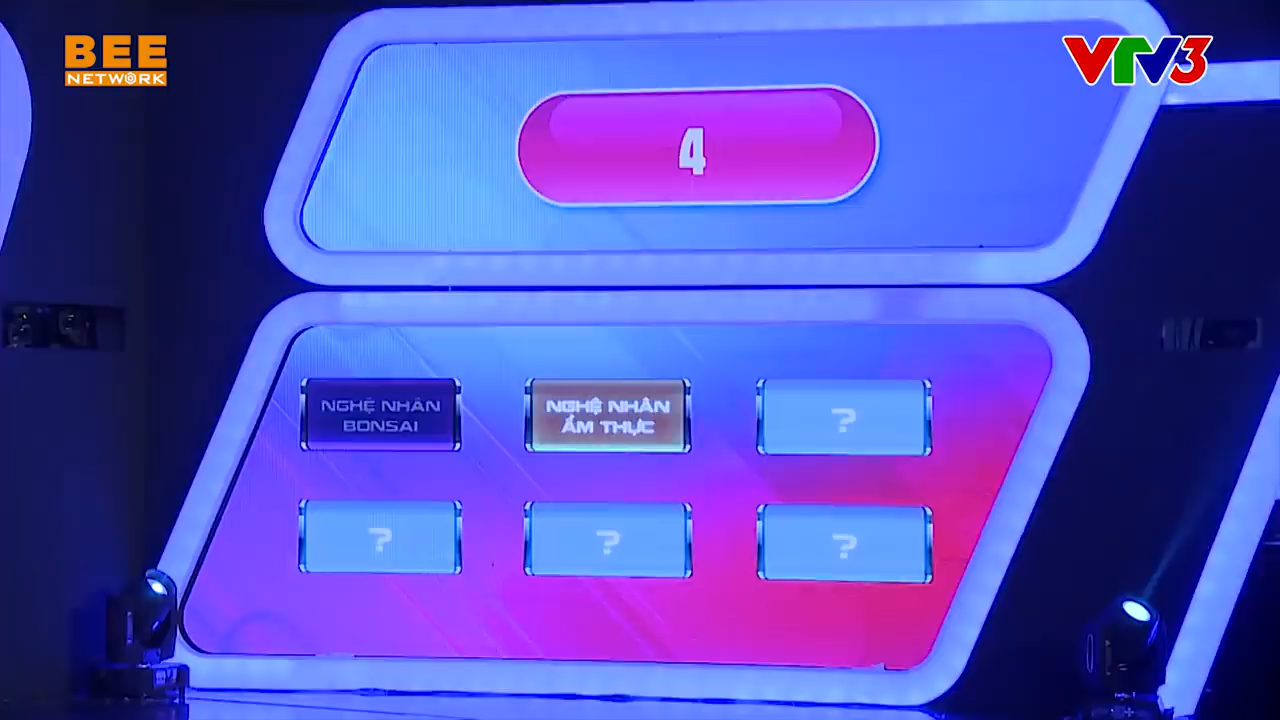 BEE
NETWORK
VTV3
4
NGHỆ NHÂN
BONSAI
NGHỆ NHÂN
ẨM THỰC
?
?
?
?